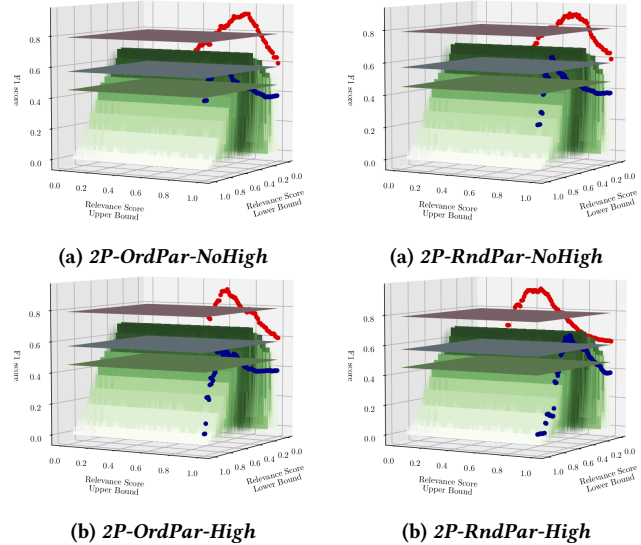 0.8
0.6
0.4
0.2
0.0
F1 score
0.0
0.2
0.4
0.6
0.8
1.0
Relevance Score
Upper Bound
1.0
0.8
0.6
0.4
0.2
0.0
Relevance Score
Lower Bound
(a) 2P-OrdPar-NoHigh
0.8
0.6
0.4
0.2
0.0
F1 score
0.0
0.2
0.4
0.6
0.8
1.0
Relevance Score
Upper Bound
1.0
0.8
0.6
0.4
0.2
0.0
Relevance Score
Lower Bound
(a) 2P-RndPar-NoHigh
0.8
0.6
0.4
0.2
0.0
F1 score
0.0
0.2
0.4
0.6
0.8
1.0
Relevance Score
Upper Bound
1.0
0.8
0.6
0.4
0.2
0.0
Relevance Score
Lower Bound
(b) 2P-OrdPar-High
0.8
0.6
0.4
0.2
0.0
F1 score
0.0
0.2
0.4
0.6
0.8
1.0
Relevance Score
Upper Bound
1.0
0.8
0.6
0.4
0.2
0.0
Relevance Score
Lower Bound
(b) 2P-RndPar-High